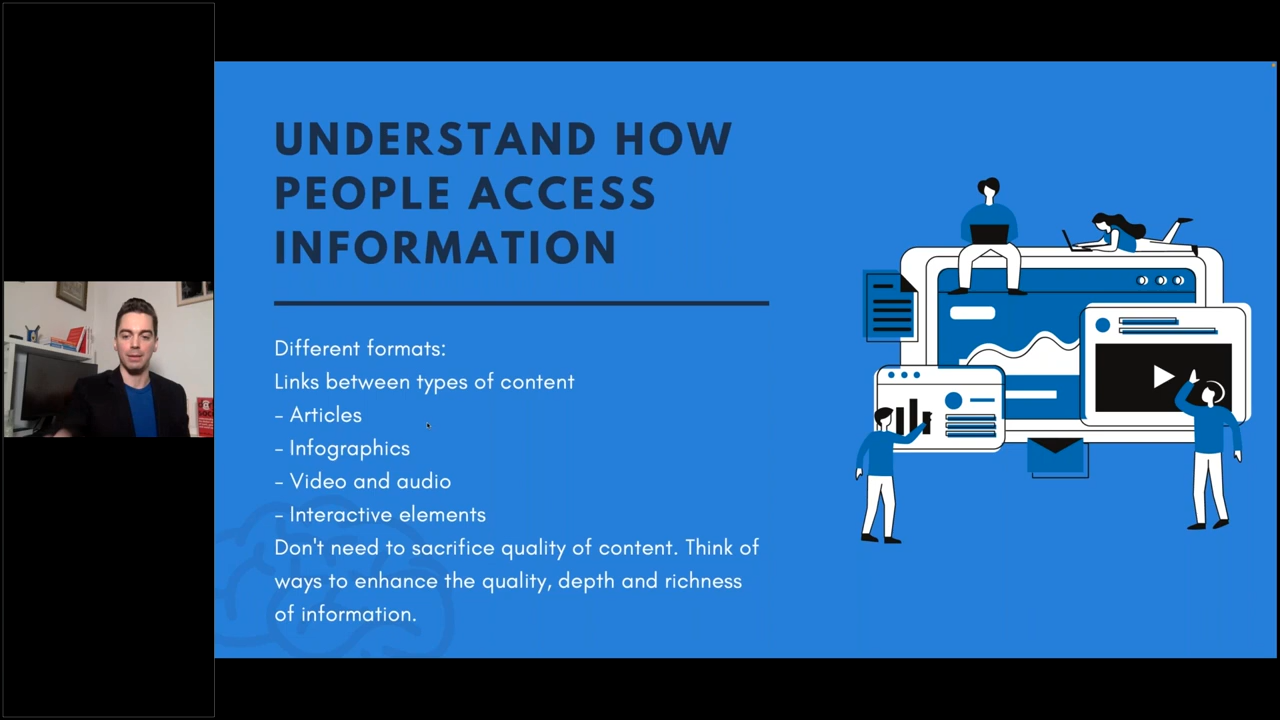 UNDERSTAND HOW
PEOPLE ACCESS
INFORMATION
Different formats:
Links between types of content
- Articles
- Infographics
- Video and audio
- Interactive elements
Don't need to sacrifice quality of content. Think of
ways to enhance the quality, depth and richness
of information.